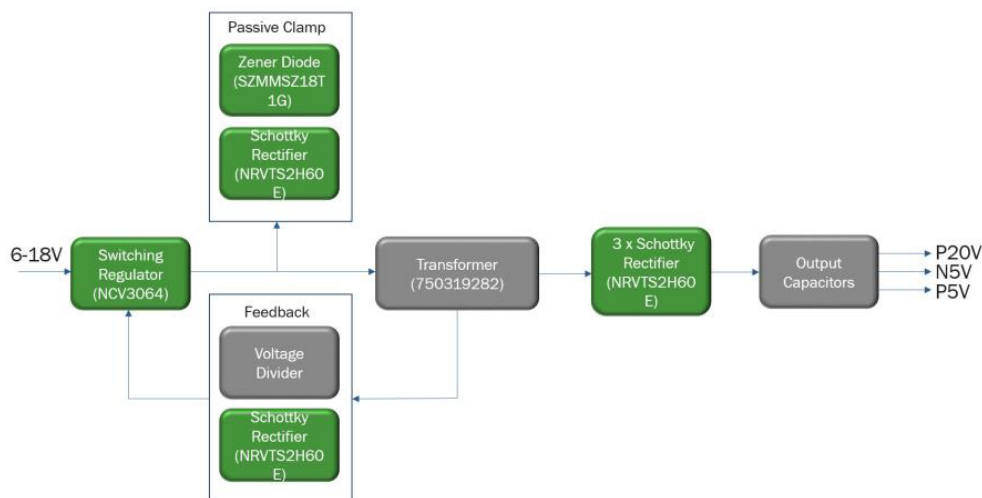 Passive Clamp
Zener Diode
(SZMMSZ18T
1G)
Schottky
Rectifier
(NRVTS2H60
E)
6-18V
Switching
Regulator
(NCV3064)
Transformer
(750319282)
3 x Schottky
Rectifier
(NRVTS2H60
E)
Output
Capacitors
P20V
N5V
P5V
Feedback
Voltage
Divider
Schottky
Rectifier
(NRVTS2H60
E)